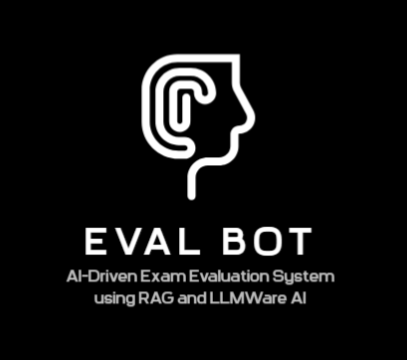 EVAL BOT
AI-Driven Exam Evaluation System
using RAG and LLMWare AI